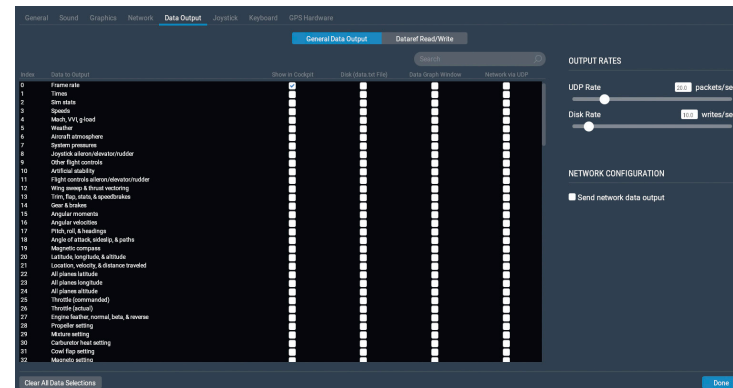 General Sound Graphics Network Data Output Joystick Keyboard GPS Hardware
General Data Output Dataref Read/Write
Search
Index Data to Output Show in Cockpit Disk (data.txt File) Data Graph Window Network via UDP
0 Frame rate
1 Times
2 Sim stats
3 Speeds
4 Mach, VVI, g-load
5 Weather
6 Aircraft atmosphere
7 System pressures
8 Joystick aileron/elevator/rudder
9 Other flight controls
10 Artificial stability
11 Flight controls aileron/elevator/rudder
12 Wing sweep & thrust vectoring
13 Trim, flap, stats, & speedbrakes
14 Gear & brakes
15 Angular moments
16 Angular velocities
17 Pitch, roll, & headings
18 Angle of attack, sideslip, & paths
19 Magnetic compass
20 Latitude, longitude, & altitude
21 Location, velocity, & distance traveled
22 All planes latitude
23 All planes longitude
24 All planes altitude
25 Throttle (commanded)
26 Throttle (actual)
27 Engine feather, normal, beta, & reverse
28 Propeller setting
29 Mixture setting
30 Carburetor heat setting
31 Cowl flap setting
32 Magneto setting
OUTPUT RATES
UDP Rate 20.0 packets/se
Disk Rate 10.0 writes/se
NETWORK CONFIGURATION
Send network data output
Clear All Data Selections Done